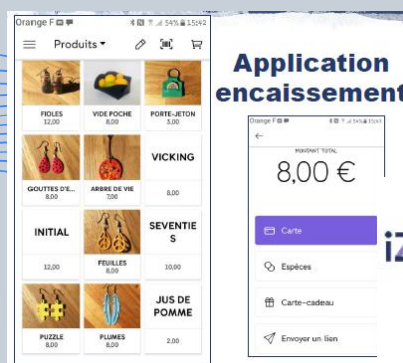 Orange F
54% 15:42
Produits
FIOLES
12,00
VIDE POCHE
8,00
PORTE-JETON
3,00
GOUTTES D'E...
8,00
ARBRE DE VIE
7,00
VICKING
8,00
INITIAL
12,00
FEUILLES
8,00
SEVENTIE
S
10,00
PUZZLE
8,00
PLUMES
8,00
JUS DE
POMME
2,00
Application
encaissement
Orange F
MONTANT TOTAL
8,00 €
Carte
Espèces
Carte-cadeau
Envoyer un lien
iZ